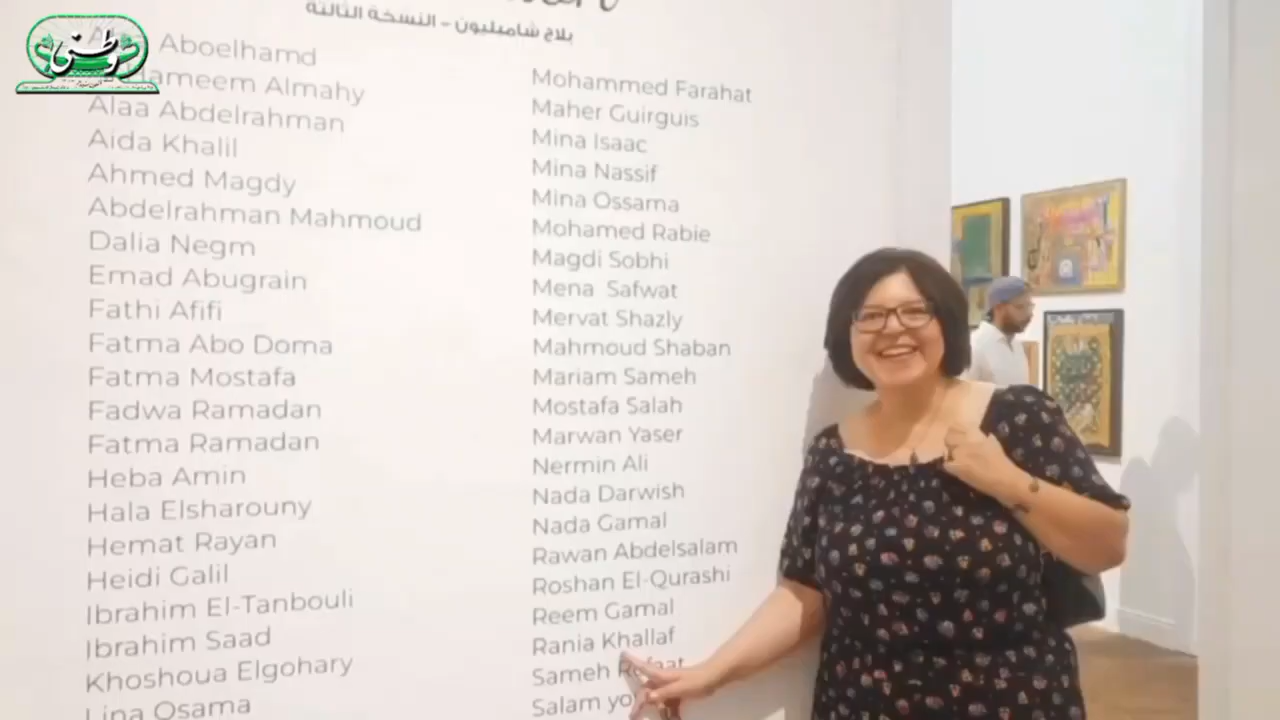 بلاج شامبليون - النسخة الثالثة
وطني
Aboelhamd
Almahy
Alaa Abdelrahman
Aida Khalil
Ahmed Magdy
Abdelrahman Mahmoud
Dalia Negm
Emad Abugrain
Fathi Afifi
Fatma Abo Doma
Fatma Mostafa
Fadwa Ramadan
Fatma Ramadan
Heba Amin
Hala Elsharouny
Hemat Rayan
Heidi Galil
Ibrahim El-Tanbouli
Ibrahim Saad
Khoshoua Elgohary
Lina Osama
Mohammed Farahat
Maher Guirguis
Mina Isaac
Mina Nassif
Mina Ossama
Mohamed Rabie
Magdi Sobhi
Mena Safwat
Mervat Shazly
Mahmoud Shaban
Mariam Sameh
Mostafa Salah
Marwan Yaser
Nermin Ali
Nada Darwish
Nada Gamal
Rawan Abdelsalam
Roshan El-Qurashi
Reem Gamal
Rania Khallaf
Sameh
Salam